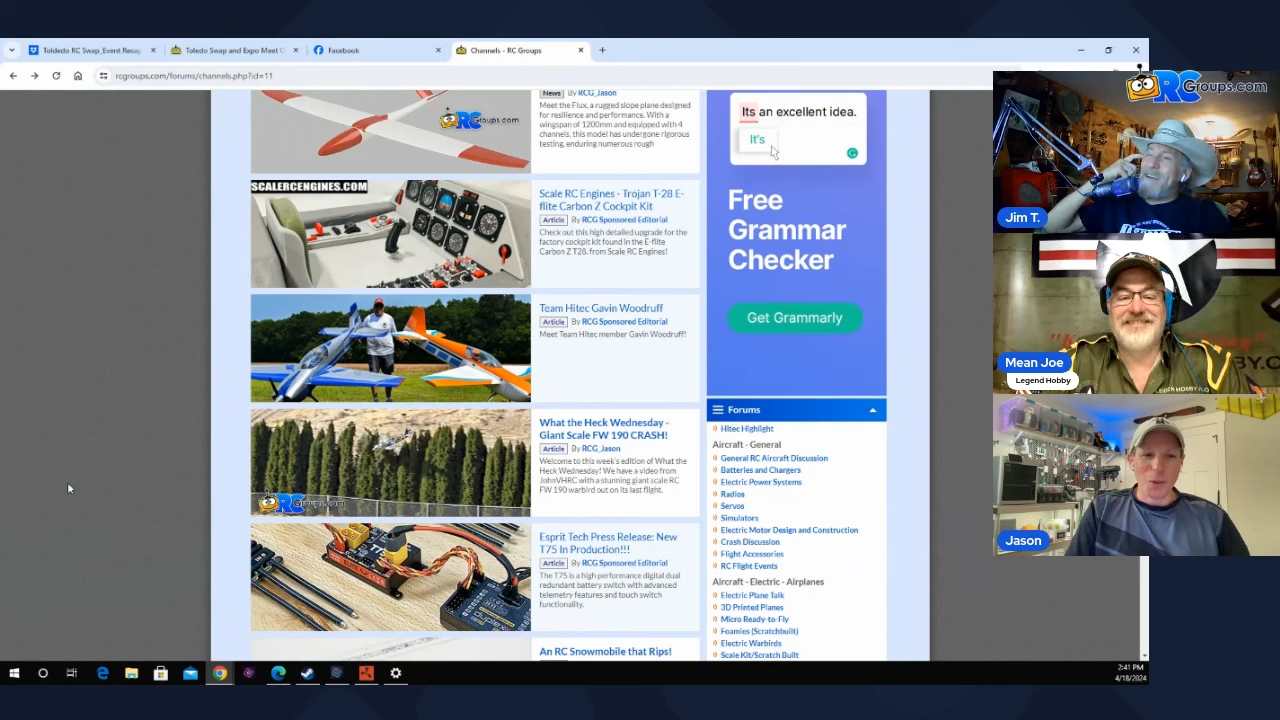 Toldedo RC Swap_Event Recap
Toledo Swap and Expo Meet
Facebook
Channels - RC Groups
rcgroups.com/forums/channels.php?id=11
News By RCG_Jason
Meet the Flux, a rugged slope plane designed
for resilience and performance. With a
wingspan of 1200mm and equipped with 4
channels, this model has undergone rigorous
testing, enduring numerous rough
RCGroups.com
SCALERCENGINES.COM
Scale RC Engines - Trojan T-28 E-
flite Carbon Z Cockpit Kit
Article By RCG Sponsored Editorial
Check out this high detailed upgrade for the
factory cockpit kit found in the E-flite
Carbon Z T28, from Scale RC Engines!
Team Hitec Gavin Woodruff
Article By RCG Sponsored Editorial
Meet Team Hitec member Gavin Woodruff!
What the Heck Wednesday -
Giant Scale FW 190 CRASH!
Article By RCG_Jason
Welcome to this week's edition of What the
Heck Wednesday! We have a video from
JohnVHRC with a stunning giant scale RC
FW 190 warbird out on its last flight.
RCGroups.com
Esprit Tech Press Release: New
T75 In Production!!!
Article By RCG Sponsored Editorial
The T75 is a high performance digital dual
redundant battery switch with advanced
telemetry features and touch switch
functionality.
An RC Snowmobile that Rips!
Its an excellent idea.
It's
Free
Grammar
Checker
Get Grammarly
Forums
Hitec Highlight
Aircraft - General
General RC Aircraft Discussion
Batteries and Chargers
Electric Power Systems
Radios
Servos
Simulators
Electric Motor Design and Construction
Crash Discussion
Flight Accessories
RC Flight Events
Aircraft - Electric - Airplanes
Electric Plane Talk
3D Printed Planes
Micro Ready-to-Fly
Foamies (Scratchbuilt)
Electric Warbirds
Scale Kit/Scratch Built
RCGroups.com
Jim T.
Mean Joe
Legend Hobby
Jason
2:41 PM
4/18/2024